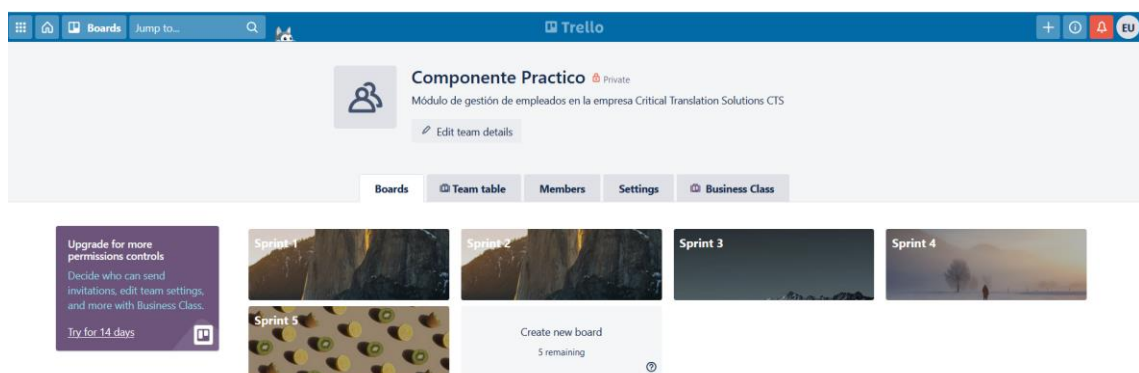 Boards
Jump to...
Trello
EU
Componente Practico
Private
Módulo de gestión de empleados en la empresa Critical Translation Solutions CTS
Edit team details
Boards
Team table
Members
Settings
Business Class
Upgrade for more
permissions controls
Decide who can send
invitations, edit team settings,
and more with Business Class.
Try for 14 days
Sprint 1
Sprint 2
Sprint 3
Sprint 4
Sprint 5
Create new board
5 remaining